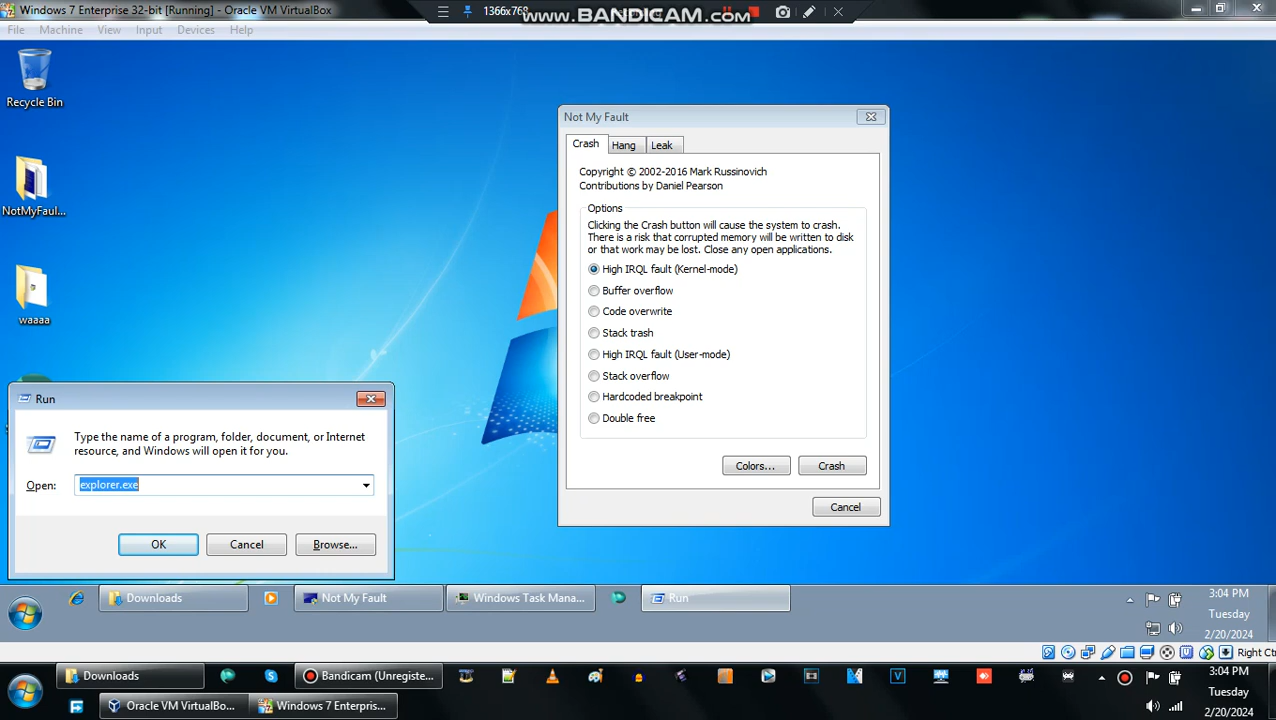 Windows 7 Enterprise 32-bit [Running] - Oracle VM VirtualBox
1366x768
www.BANDICAM.com
File Machine View Input Devices Help
Recycle Bin
NotMyFaul...
waaaa
Not My Fault
Crash Hang Leak
Copyright © 2002-2016 Mark Russinovich
Contributions by Daniel Pearson
Options
Clicking the Crash button will cause the system to crash.
There is a risk that corrupted memory will be written to disk
or that work may be lost. Close any open applications.
High IRQL fault (Kernel-mode)
Buffer overflow
Code overwrite
Stack trash
High IRQL fault (User-mode)
Stack overflow
Hardcoded breakpoint
Double free
Colors... Crash
Cancel
Run
Type the name of a program, folder, document, or Internet
resource, and Windows will open it for you.
Open: explorer.exe
OK Cancel Browse...
Downloads Not My Fault Windows Task Mana... Run
3:04 PM
Tuesday
2/20/2024
Right Ctr
Downloads Bandicam (Unregiste...
Oracle VM VirtualBo... Windows 7 Enterpris...
3:04 PM
Tuesday
2/20/2024